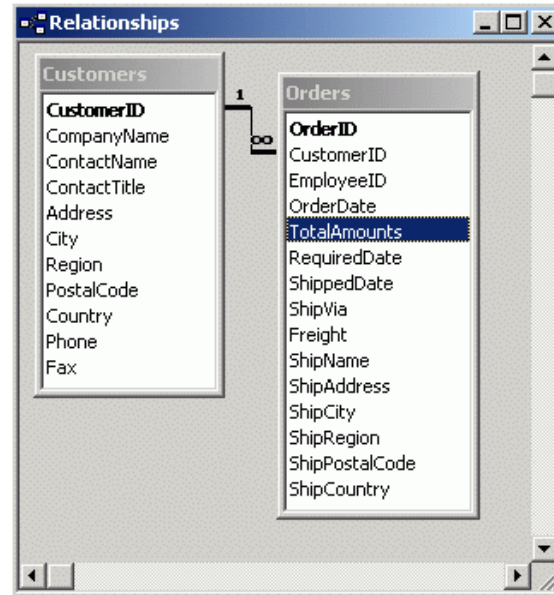 Relationships
Customers
CustomerID
CompanyName
ContactName
ContactTitle
Address
City
Region
PostalCode
Country
Phone
Fax
1
∞
Orders
OrderID
CustomerID
EmployeeID
OrderDate
TotalAmounts
RequiredDate
ShippedDate
ShipVia
Freight
ShipName
ShipAddress
ShipCity
ShipRegion
ShipPostalCode
ShipCountry